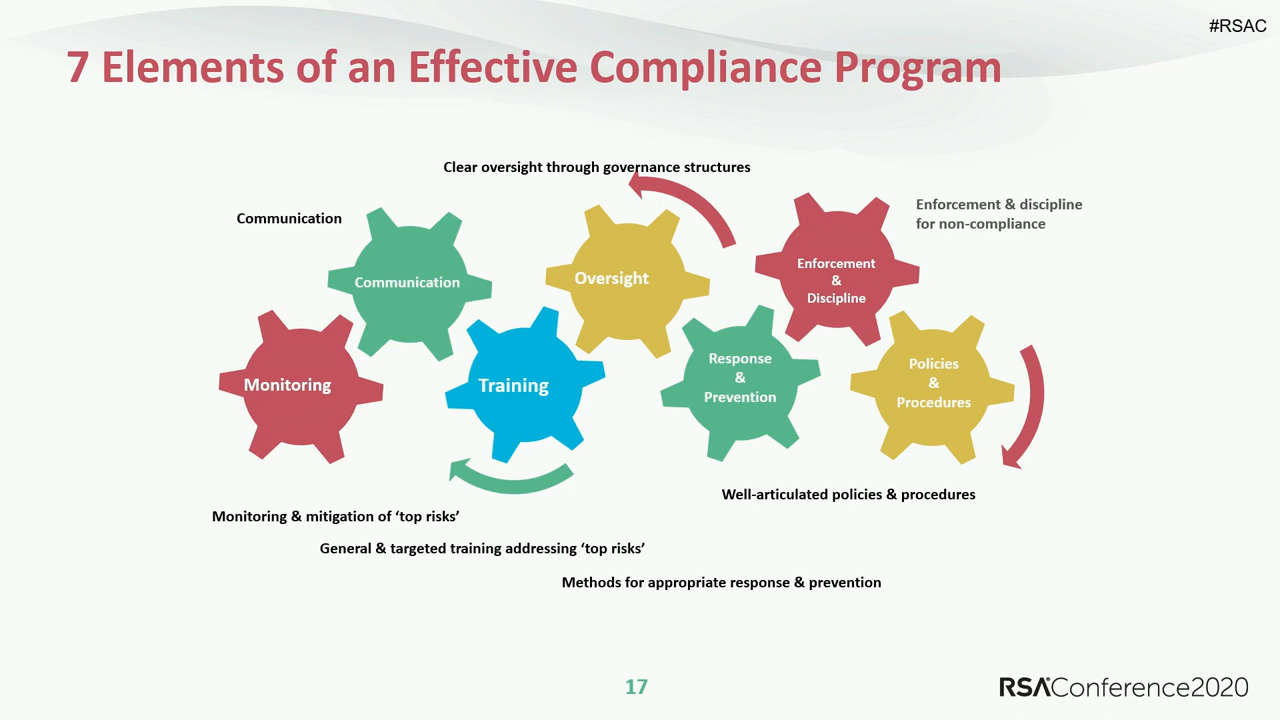 #RSAC
7 Elements of an Effective Compliance Program
Clear oversight through governance structures
Communication
Enforcement & discipline
for non-compliance
Communication
Oversight
Enforcement
&
Discipline
Monitoring
Training
Response
&
Prevention
Policies
&
Procedures
Well-articulated policies & procedures
Monitoring & mitigation of ‘top risks’
General & targeted training addressing ‘top risks’
Methods for appropriate response & prevention
17
RSAConference2020